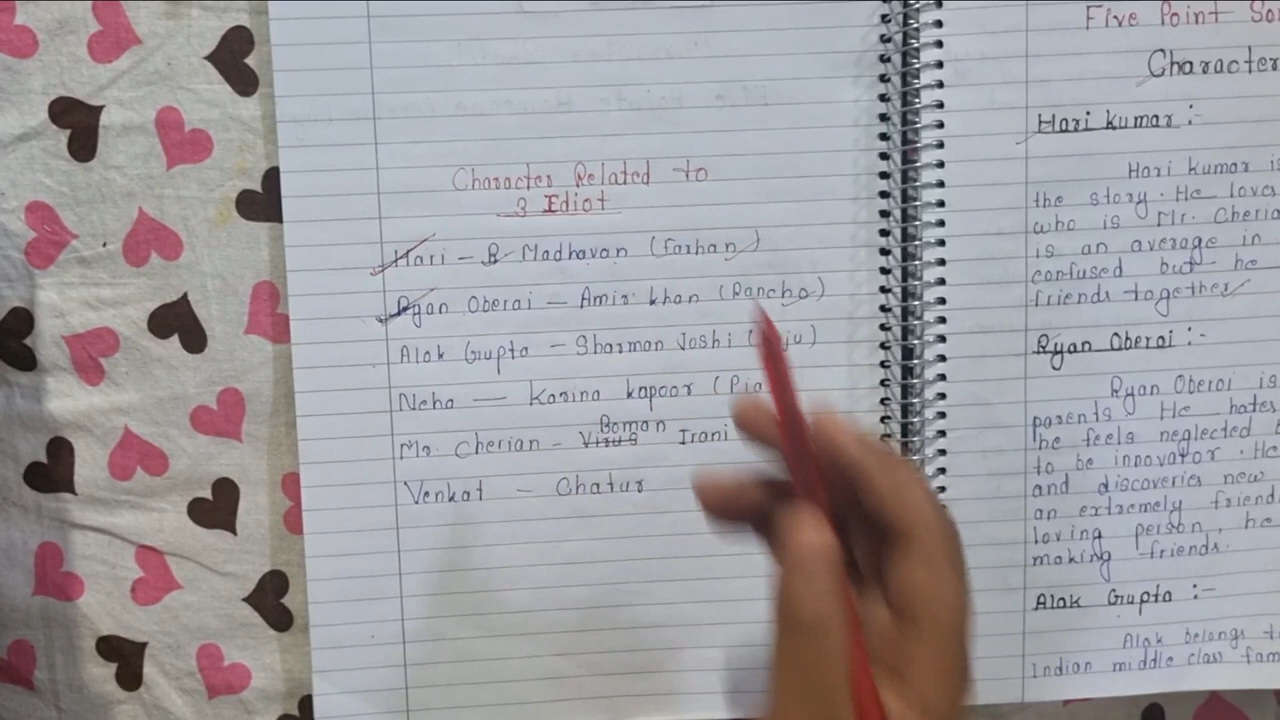 Character Related to
3 Idiot
Hari - R Madhavan (Farhan)
Ryan Oberai - Amir khan (Rancho)
Alok Gupta - Sharman Joshi
Neha - Karina kapoor (Pia
Mr. Cherian - Virus Boman Irani
Venkat - Chatur
Five Point
Character
Hari kumar :-
Hari kumar is
the story. He loves
who is Mr. Cheria
is an average in
confused but he
friends together
Ryan Oberoi :-
Ryan Oberoi is
parents. He hates
he feels neglected
to be innovator. He
and discoveries new
an extremely friend
loving person, he
making friends.
Alok Gupta :-
Alok belongs t
Indian middle class fam